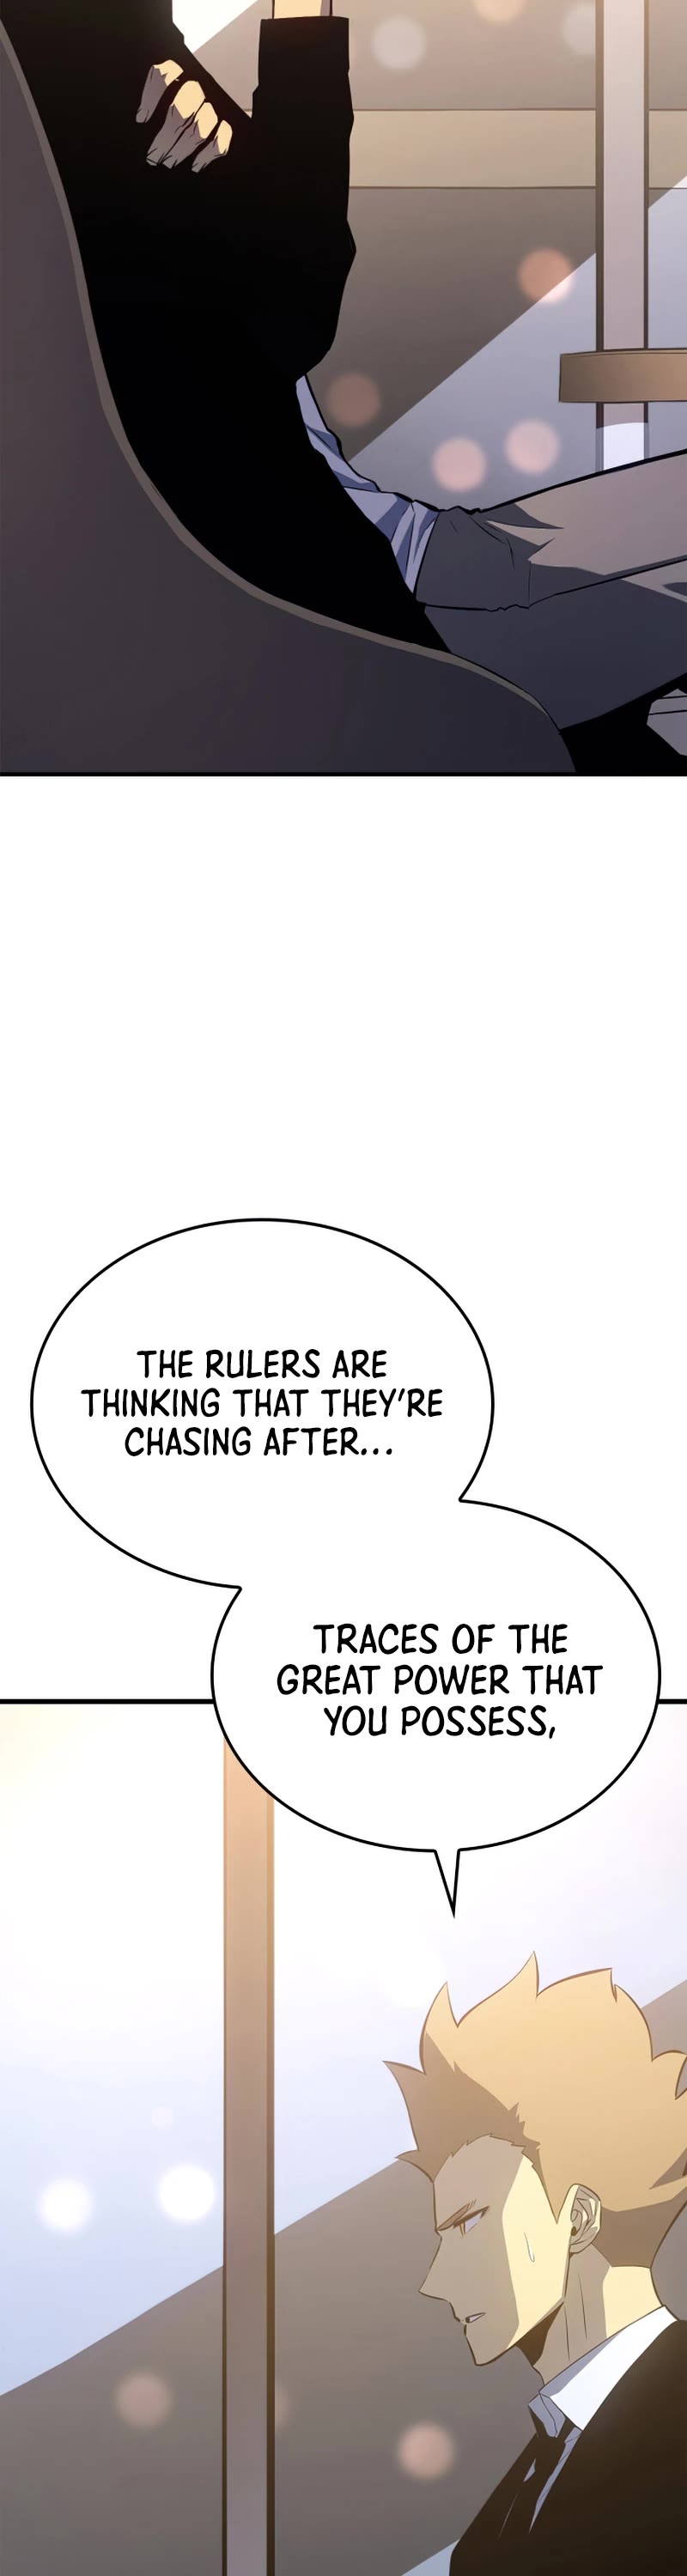 THE RULERS ARE
THINKING THAT THEY'RE
CHASING AFTER...
TRACES OF THE
GREAT POWER THAT
YOU POSSESS,